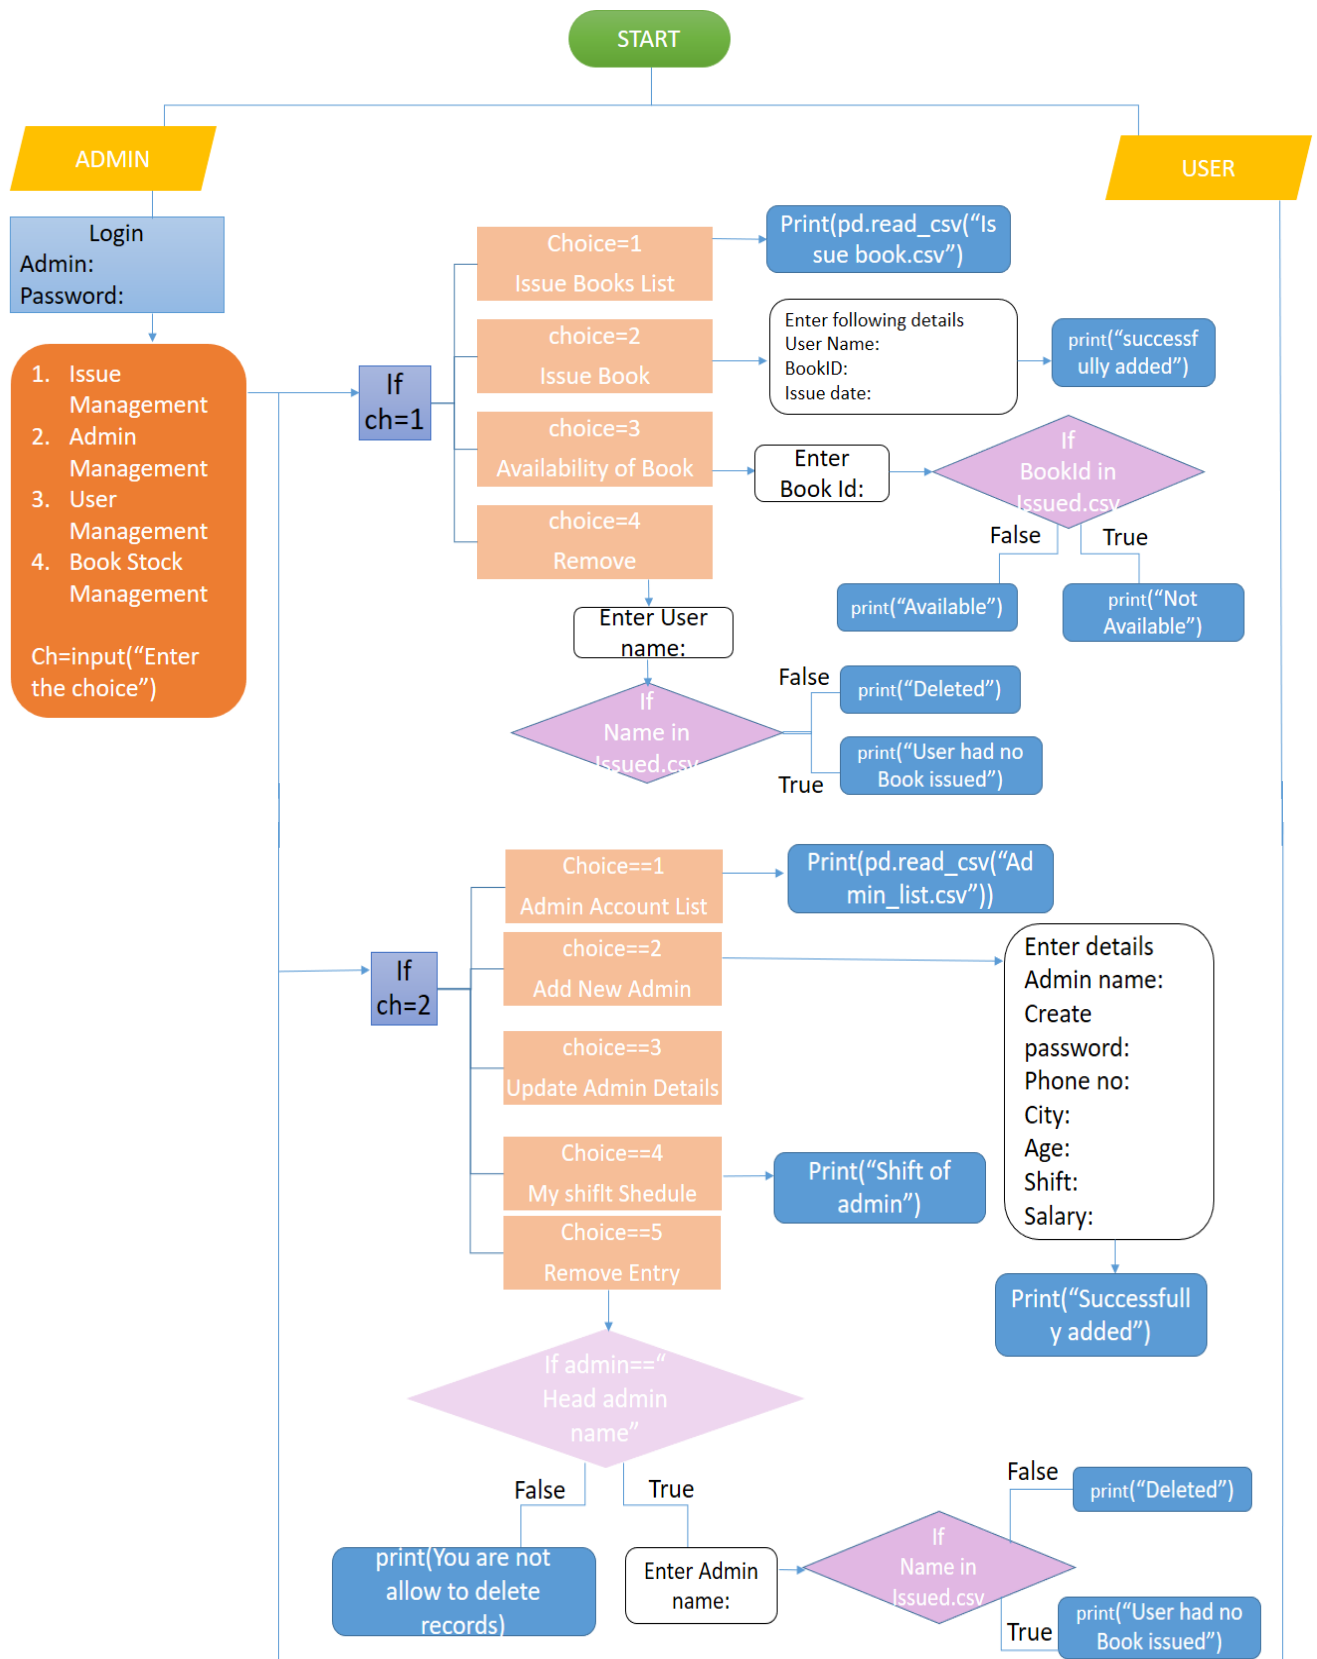 START
ADMIN
USER
Login
Admin:
Password:
1. Issue
Management
2. Admin
Management
3. User
Management
4. Book Stock
Management
Ch=input(“Enter
the choice”)
If
ch=1
Choice=1
Issue Books List
Print(pd.read_csv(“Is
sue book.csv”)
choice=2
Issue Book
Enter following details
User Name:
BookID:
Issue date:
print(“successf
ully added”)
choice=3
Availability of Book
Enter
Book Id:
If
BookId in
Issued.csv
False
True
print(“Available”)
print(“Not
Available”)
choice=4
Remove
Enter User
name:
If
Name in
Issued.csv
False
print(“Deleted”)
True
print(“User had no
Book issued”)
If
ch=2
Choice==1
Admin Account List
Print(pd.read_csv(“Ad
min_list.csv”))
choice==2
Add New Admin
Enter details
Admin name:
Create
password:
Phone no:
City:
Age:
Shift:
Salary:
Print(“Successfull
y added”)
choice==3
Update Admin Details
Choice==4
My shiflt Shedule
Print(“Shift of
admin”)
Choice==5
Remove Entry
If admin==“
Head admin
name”
False
True
print(You are not
allow to delete
records)
Enter Admin
name:
If
Name in
Issued.csv
False
print(“Deleted”)
True
print(“User had no
Book issued”)